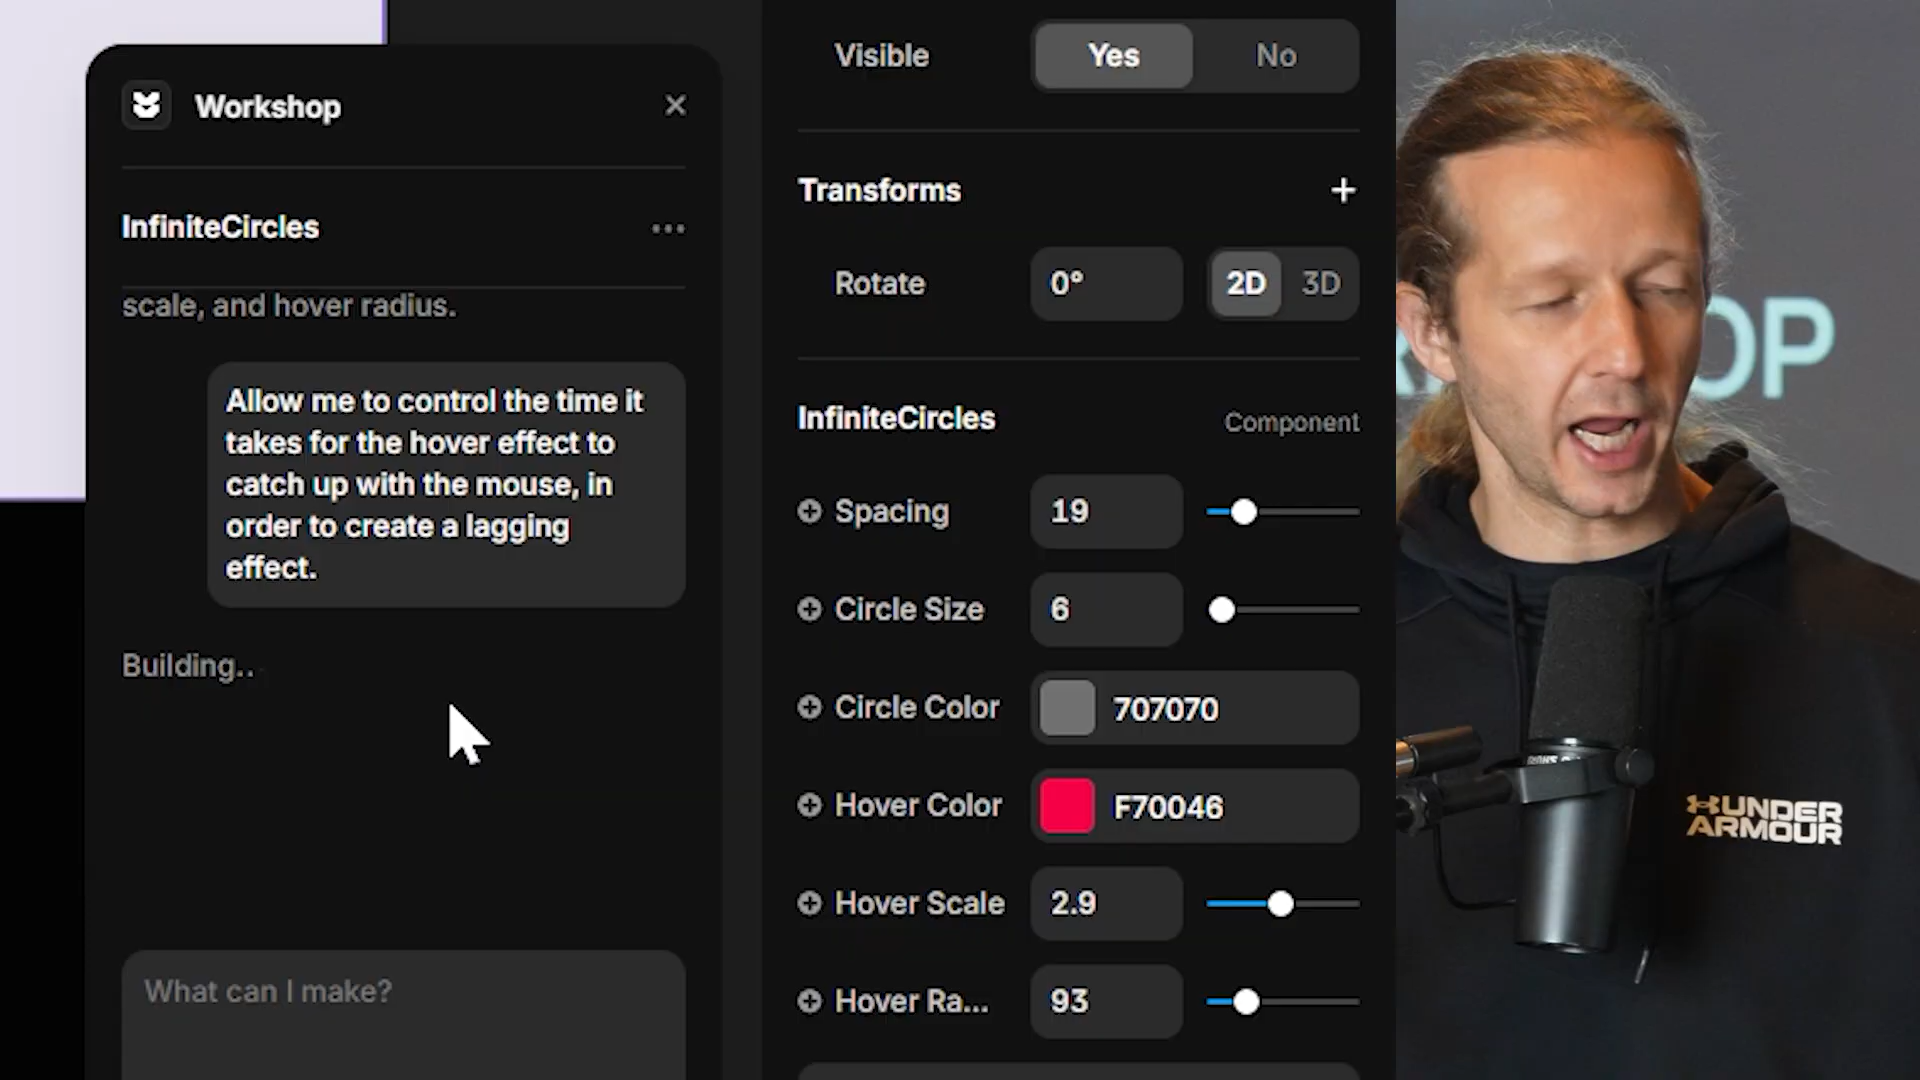 Workshop
InfiniteCircles
scale, and hover radius.
Allow me to control the time it
takes for the hover effect to
catch up with the mouse, in
order to create a lagging
effect.
Building..
What can I make?
Visible
Yes
No
Transforms
Rotate
0°
2D
3D
InfiniteCircles
Component
Spacing
19
Circle Size
6
Circle Color
707070
Hover Color
F70046
Hover Scale
2.9
Hover Ra...
93
OP
UNDER
ARMOUR